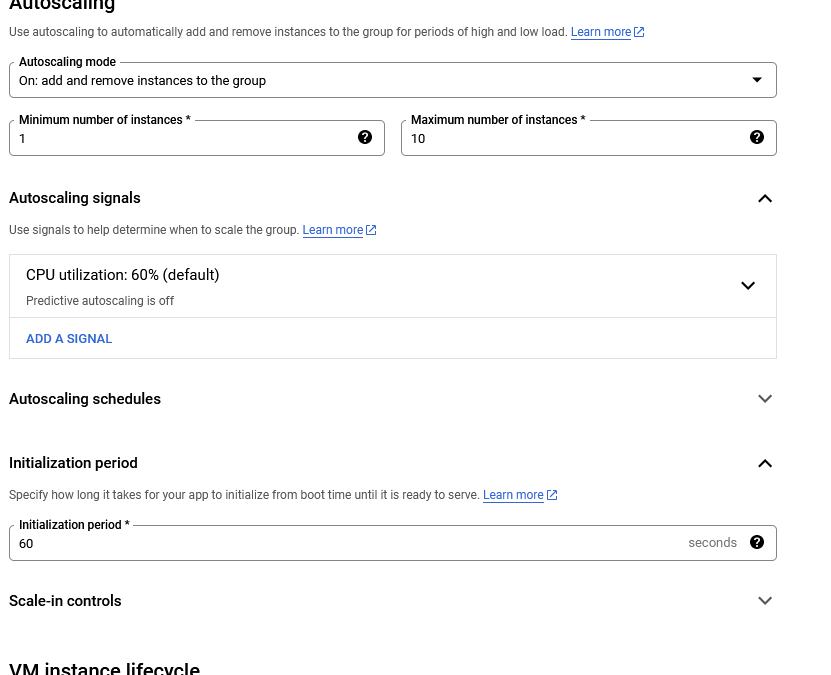 Autoscaling
Use autoscaling to automatically add and remove instances to the group for periods of high and low load. Learn more
Autoscaling mode
On: add and remove instances to the group
Minimum number of instances *
1
Maximum number of instances *
10
Autoscaling signals
Use signals to help determine when to scale the group. Learn more
CPU utilization: 60% (default)
Predictive autoscaling is off
ADD A SIGNAL
Autoscaling schedules
Initialization period
Specify how long it takes for your app to initialize from boot time until it is ready to serve. Learn more
Initialization period *
60
seconds
Scale-in controls
VM instance lifecycle